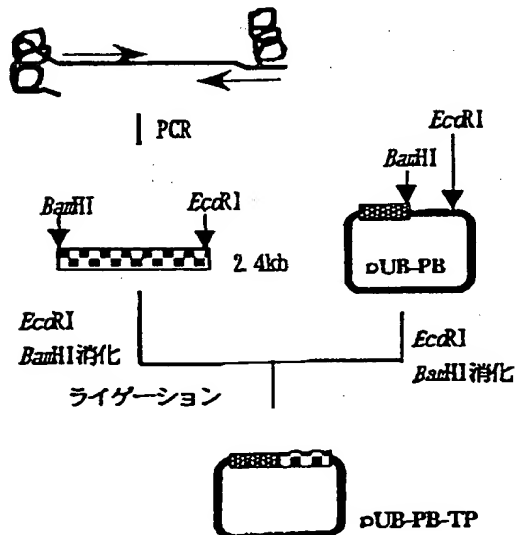 PCR
EcoRI
BamHI
BamHI
EcoRI
2.4kb
pUB-PB
EcoRI
BamHI消化
EcoRI
BamHI消化
ライゲーション
pUB-PB-TP